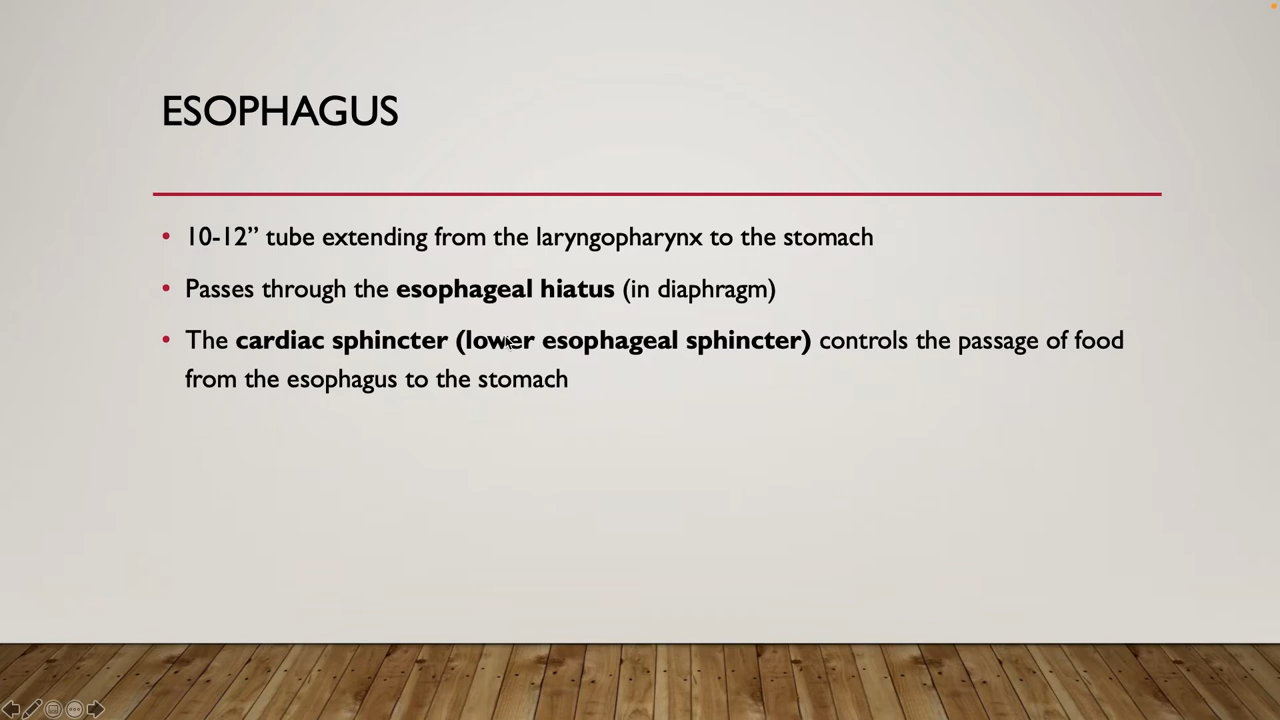 ESOPHAGUS
• 10-12” tube extending from the laryngopharynx to the stomach
• Passes through the esophageal hiatus (in diaphragm)
• The cardiac sphincter (lower esophageal sphincter) controls the passage of food
from the esophagus to the stomach